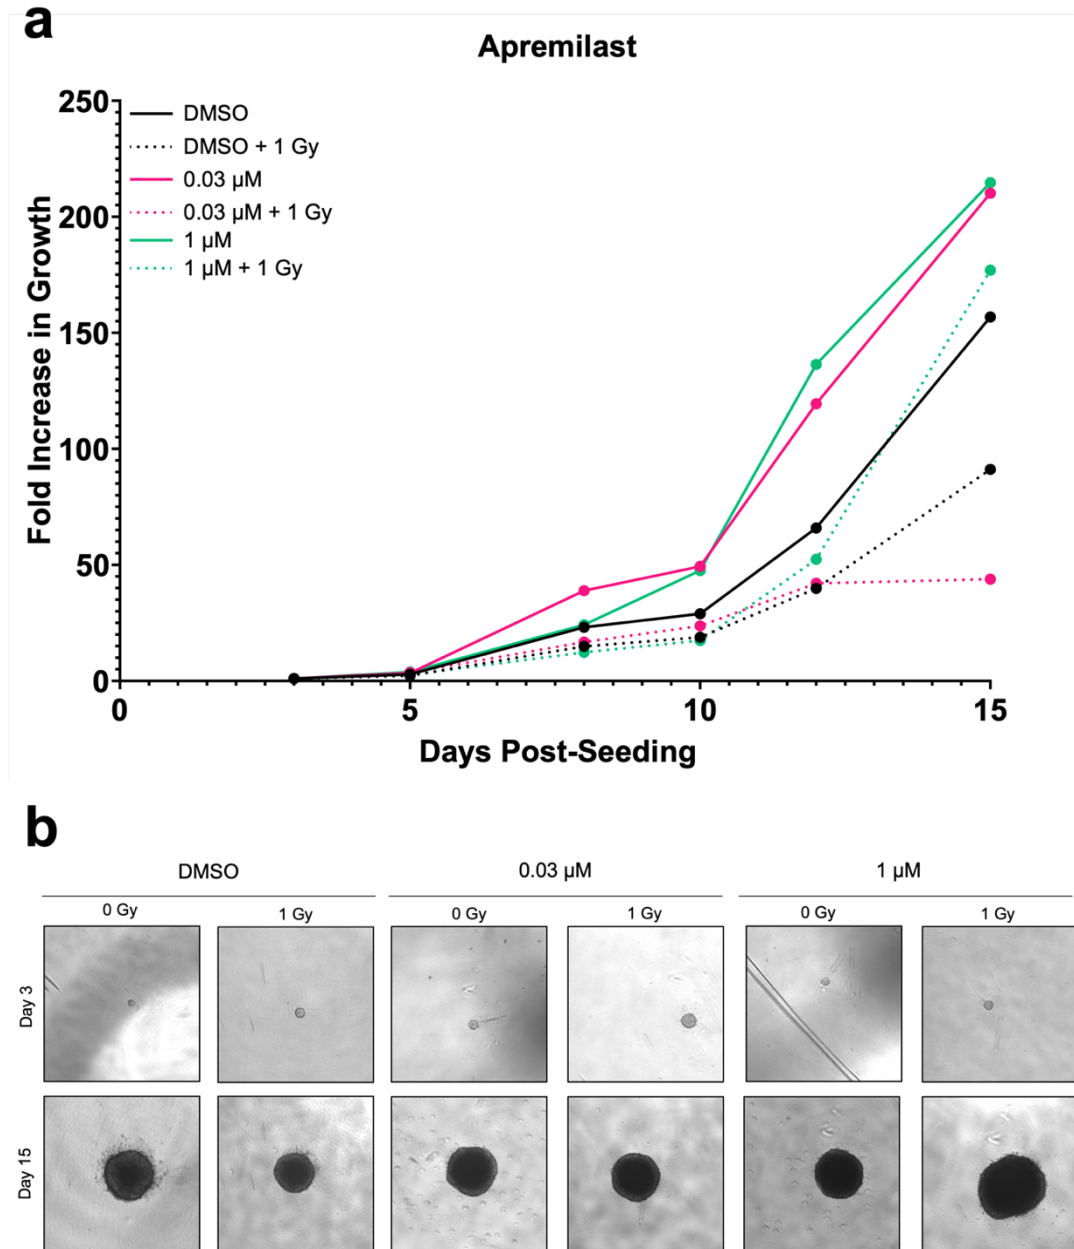 a
Apremilast
250
200
150
100
50
0
Fold Increase in Growth
DMSO
DMSO + 1 Gy
0.03 µM
0.03 µM + 1 Gy
1 µM
1 µM + 1 Gy
0 5 10 15
Days Post-Seeding
b
DMSO 0.03 µM 1 µM
0 Gy 1 Gy 0 Gy 1 Gy 0 Gy 1 Gy
Day 3
Day 15